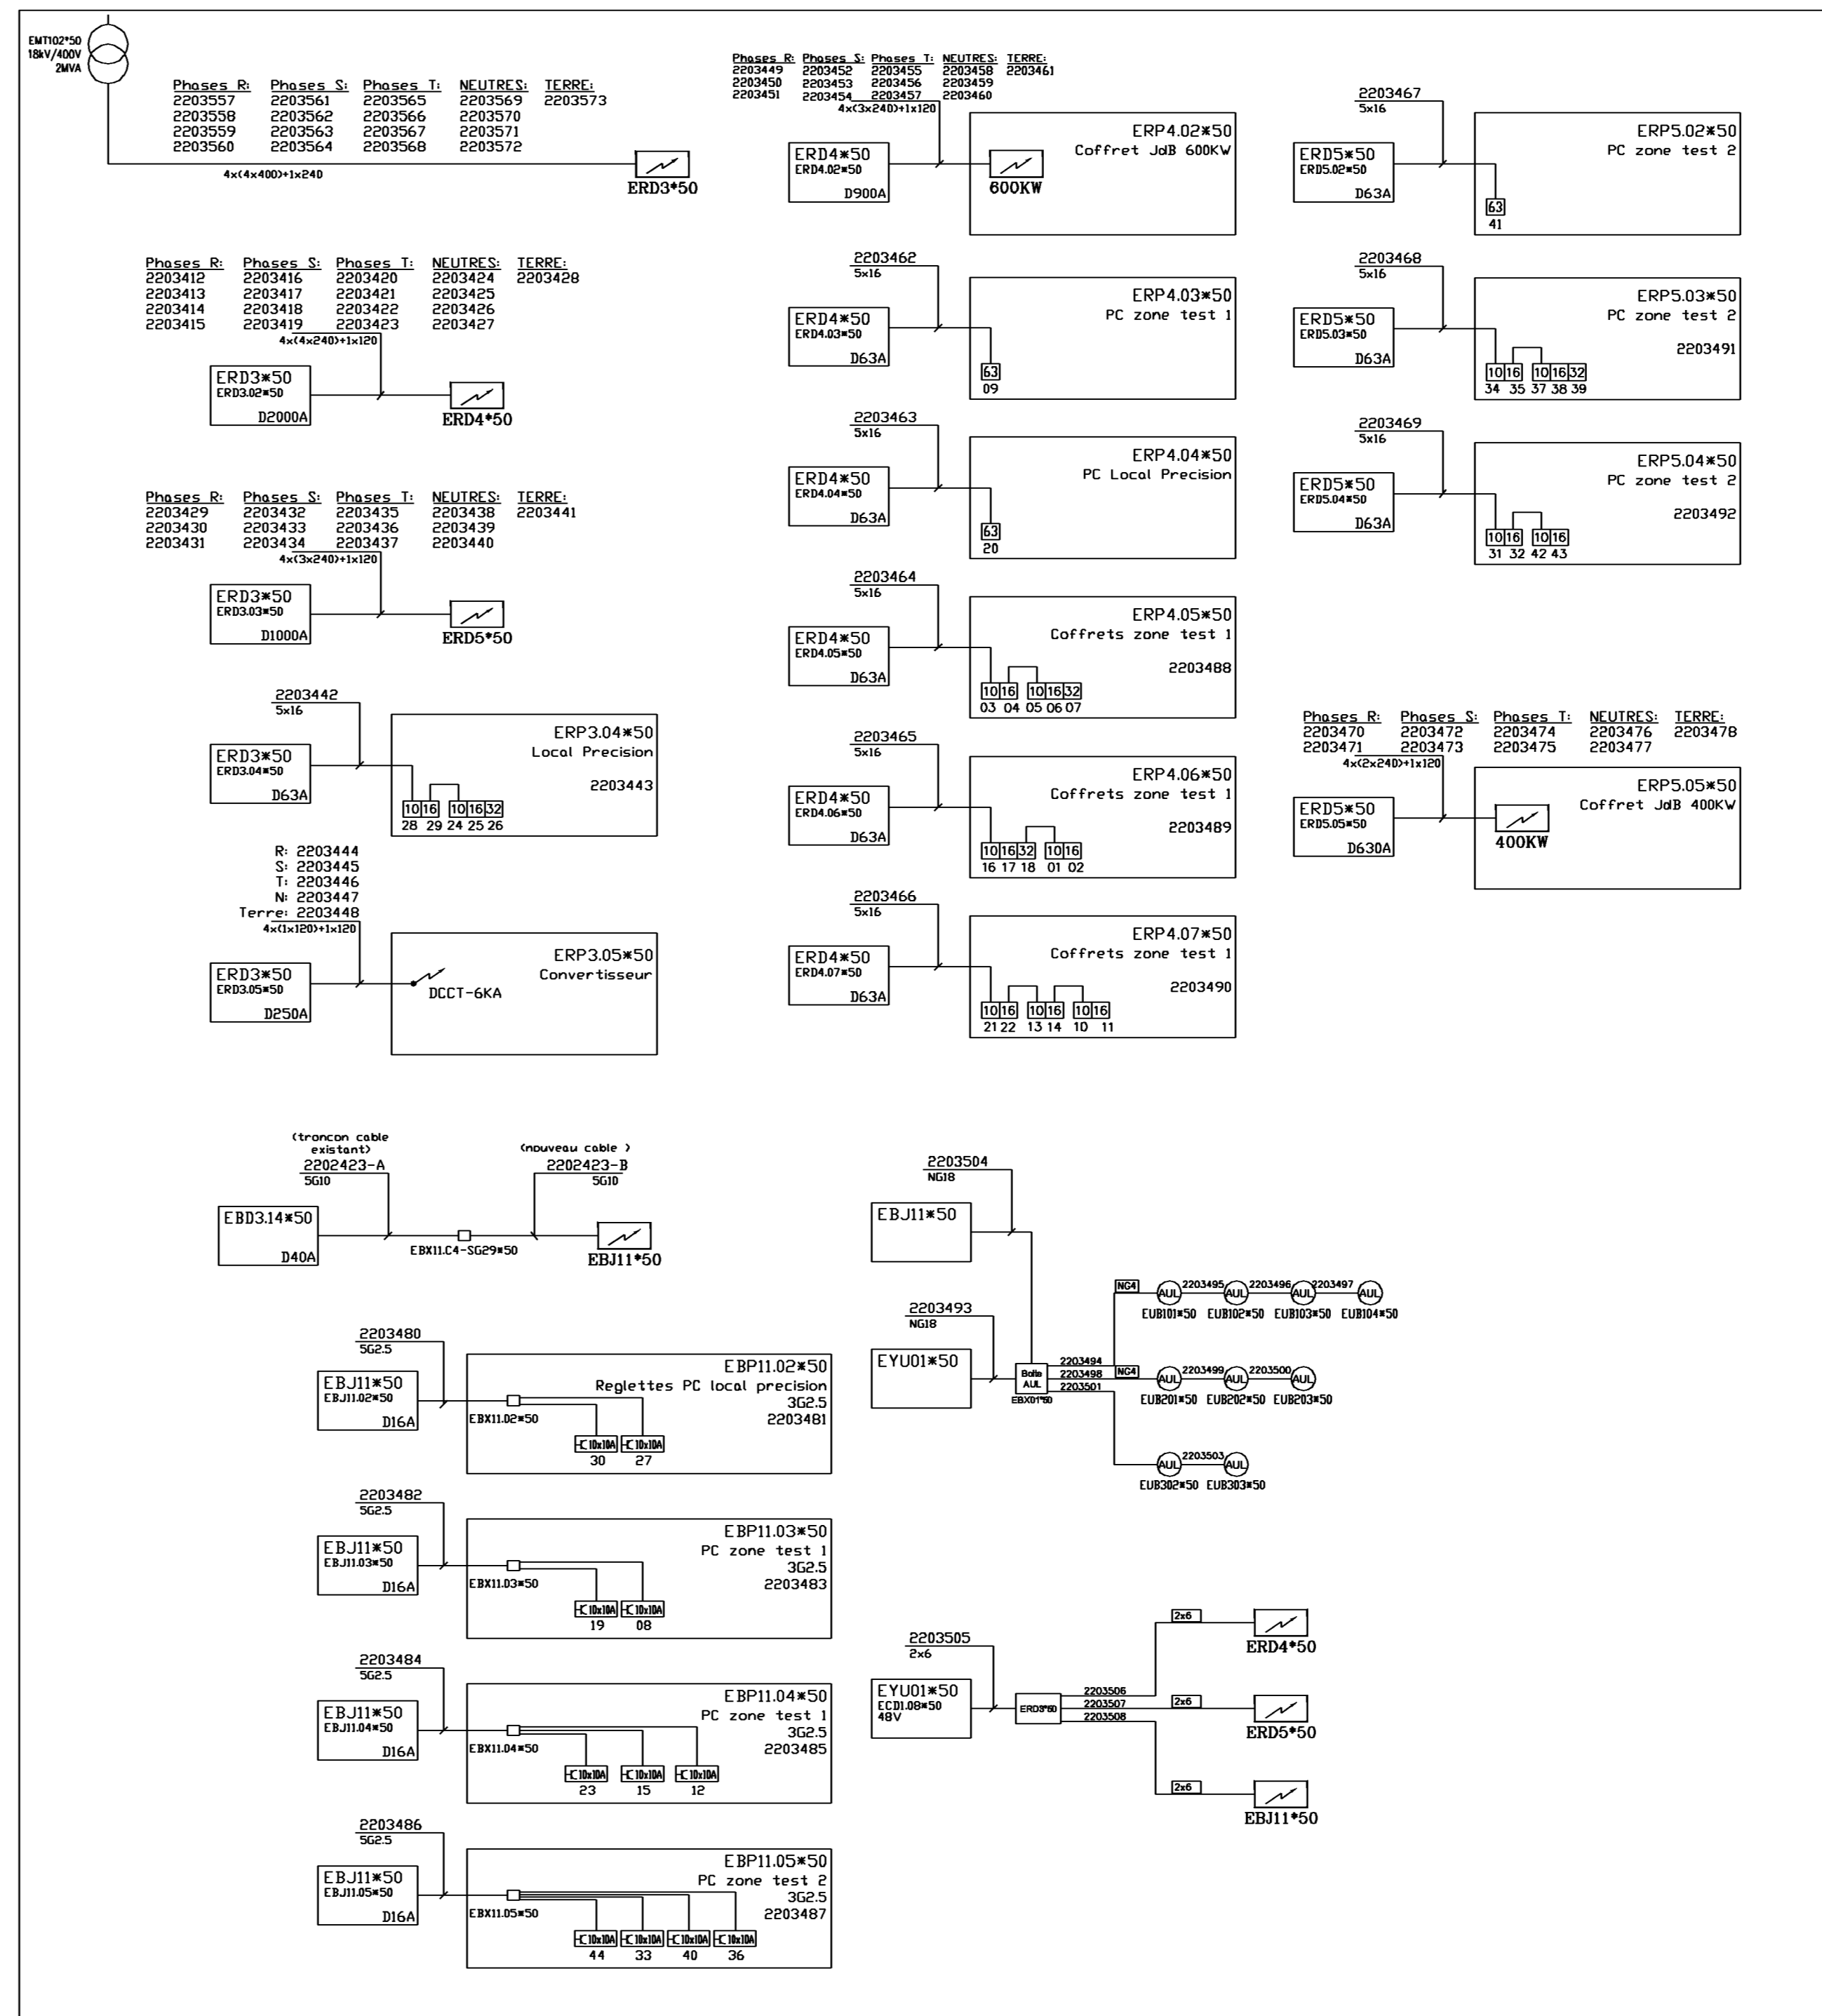 EMT102*50
18kV/400V
2MVA
Phases R: Phases S: Phases T: NEUTRES: TERRE:
2203557 2203561 2203565 2203569 2203573
2203558 2203562 2203566 2203570
2203559 2203563 2203567 2203571
2203560 2203564 2203568 2203572
4x(4x400)+1x240
ERD3*50
Phases R: Phases S: Phases T: NEUTRES: TERRE:
2203412 2203416 2203420 2203424 2203428
2203413 2203417 2203421 2203425
2203414 2203418 2203422 2203426
2203415 2203419 2203423 2203427
4x(4x240)+1x120
ERD3*50
ERD3.02*50
D2000A
ERD4*50
Phases R: Phases S: Phases T: NEUTRES: TERRE:
2203429 2203432 2203435 2203438 2203441
2203430 2203433 2203436 2203439
2203431 2203434 2203437 2203440
4x(3x240)+1x120
ERD3*50
ERD3.03*50
D1000A
ERD5*50
2203442
5x16
ERD3*50
ERD3.04*50
D63A
ERP3.04*50
Local Precision
2203443
10 16 10 16 32
28 29 24 25 26
R: 2203444
S: 2203445
T: 2203446
N: 2203447
Terre: 2203448
4x(1x120)+1x120
ERD3*50
ERD3.05*50
D250A
ERP3.05*50
Convertisseur
DCCT-6KA
Phases R: Phases S: Phases T: NEUTRES: TERRE:
2203449 2203452 2203455 2203458 2203461
2203450 2203453 2203456 2203459
2203451 2203454 2203457 2203460
4x(3x240)+1x120
ERD4*50
ERD4.02*50
D900A
ERP4.02*50
Coffret JdB 600KW
600KW
2203462
5x16
ERD4*50
ERD4.03*50
D63A
ERP4.03*50
PC zone test 1
63
09
2203463
5x16
ERD4*50
ERD4.04*50
D63A
ERP4.04*50
PC Local Precision
63
20
2203464
5x16
ERD4*50
ERD4.05*50
D63A
ERP4.05*50
Coffrets zone test 1
2203488
10 16 10 16 32
03 04 05 06 07
2203465
5x16
ERD4*50
ERD4.06*50
D63A
ERP4.06*50
Coffrets zone test 1
2203489
10 16 32 10 16
16 17 18 01 02
2203466
5x16
ERD4*50
ERD4.07*50
D63A
ERP4.07*50
Coffrets zone test 1
2203490
10 16 10 16 10 16
21 22 13 14 10 11
2203467
5x16
ERD5*50
ERD5.02*50
D63A
ERP5.02*50
PC zone test 2
63
41
2203468
5x16
ERD5*50
ERD5.03*50
D63A
ERP5.03*50
PC zone test 2
2203491
10 16 10 16 32
34 35 37 38 39
2203469
5x16
ERD5*50
ERD5.04*50
D63A
ERP5.04*50
PC zone test 2
2203492
10 16 10 16
31 32 42 43
Phases R: Phases S: Phases T: NEUTRES: TERRE:
2203470 2203472 2203474 2203476 2203478
2203471 2203473 2203475 2203477
4x(2x240)+1x120
ERD5*50
ERD5.05*50
D630A
ERP5.05*50
Coffret JdB 400KW
400KW
(troncon cable
existant)
2202423-A
5G10
(nouveau cable )
2202423-B
5G10
EBD3.14*50
D40A
EBX11.C4-SG29*50
EBJ11*50
2203480
5G2.5
EBJ11*50
EBJ11.02*50
D16A
EBX11.02*50
EBP11.02*50
Reglettes PC local precision
3G2.5
2203481
10x10A 10x10A
30 27
2203482
5G2.5
EBJ11*50
EBJ11.03*50
D16A
EBX11.03*50
EBP11.03*50
PC zone test 1
3G2.5
2203483
10x10A 10x10A
19 08
2203484
5G2.5
EBJ11*50
EBJ11.04*50
D16A
EBX11.04*50
EBP11.04*50
PC zone test 1
3G2.5
2203485
10x10A 10x10A 10x10A
23 15 12
2203486
5G2.5
EBJ11*50
EBJ11.05*50
D16A
EBX11.05*50
EBP11.05*50
PC zone test 2
3G2.5
2203487
10x10A 10x10A 10x10A 10x10A
44 33 40 36
2203504
NG18
EBJ11*50
2203493
NG18
EYU01*50
Boite
AUL
EBX01*50
2203494
2203498
2203501
NG4
AUL 2203495 AUL 2203496 AUL 2203497 AUL
EUB101*50 EUB102*50 EUB103*50 EUB104*50
NG4
AUL 2203499 AUL 2203500 AUL
EUB201*50 EUB202*50 EUB203*50
AUL 2203503 AUL
EUB302*50 EUB303*50
2203505
2x6
EYU01*50
ECD1.08*50
48V
ERD3*50
2203506
2203507
2203508
2x6
ERD4*50
2x6
ERD5*50
2x6
EBJ11*50